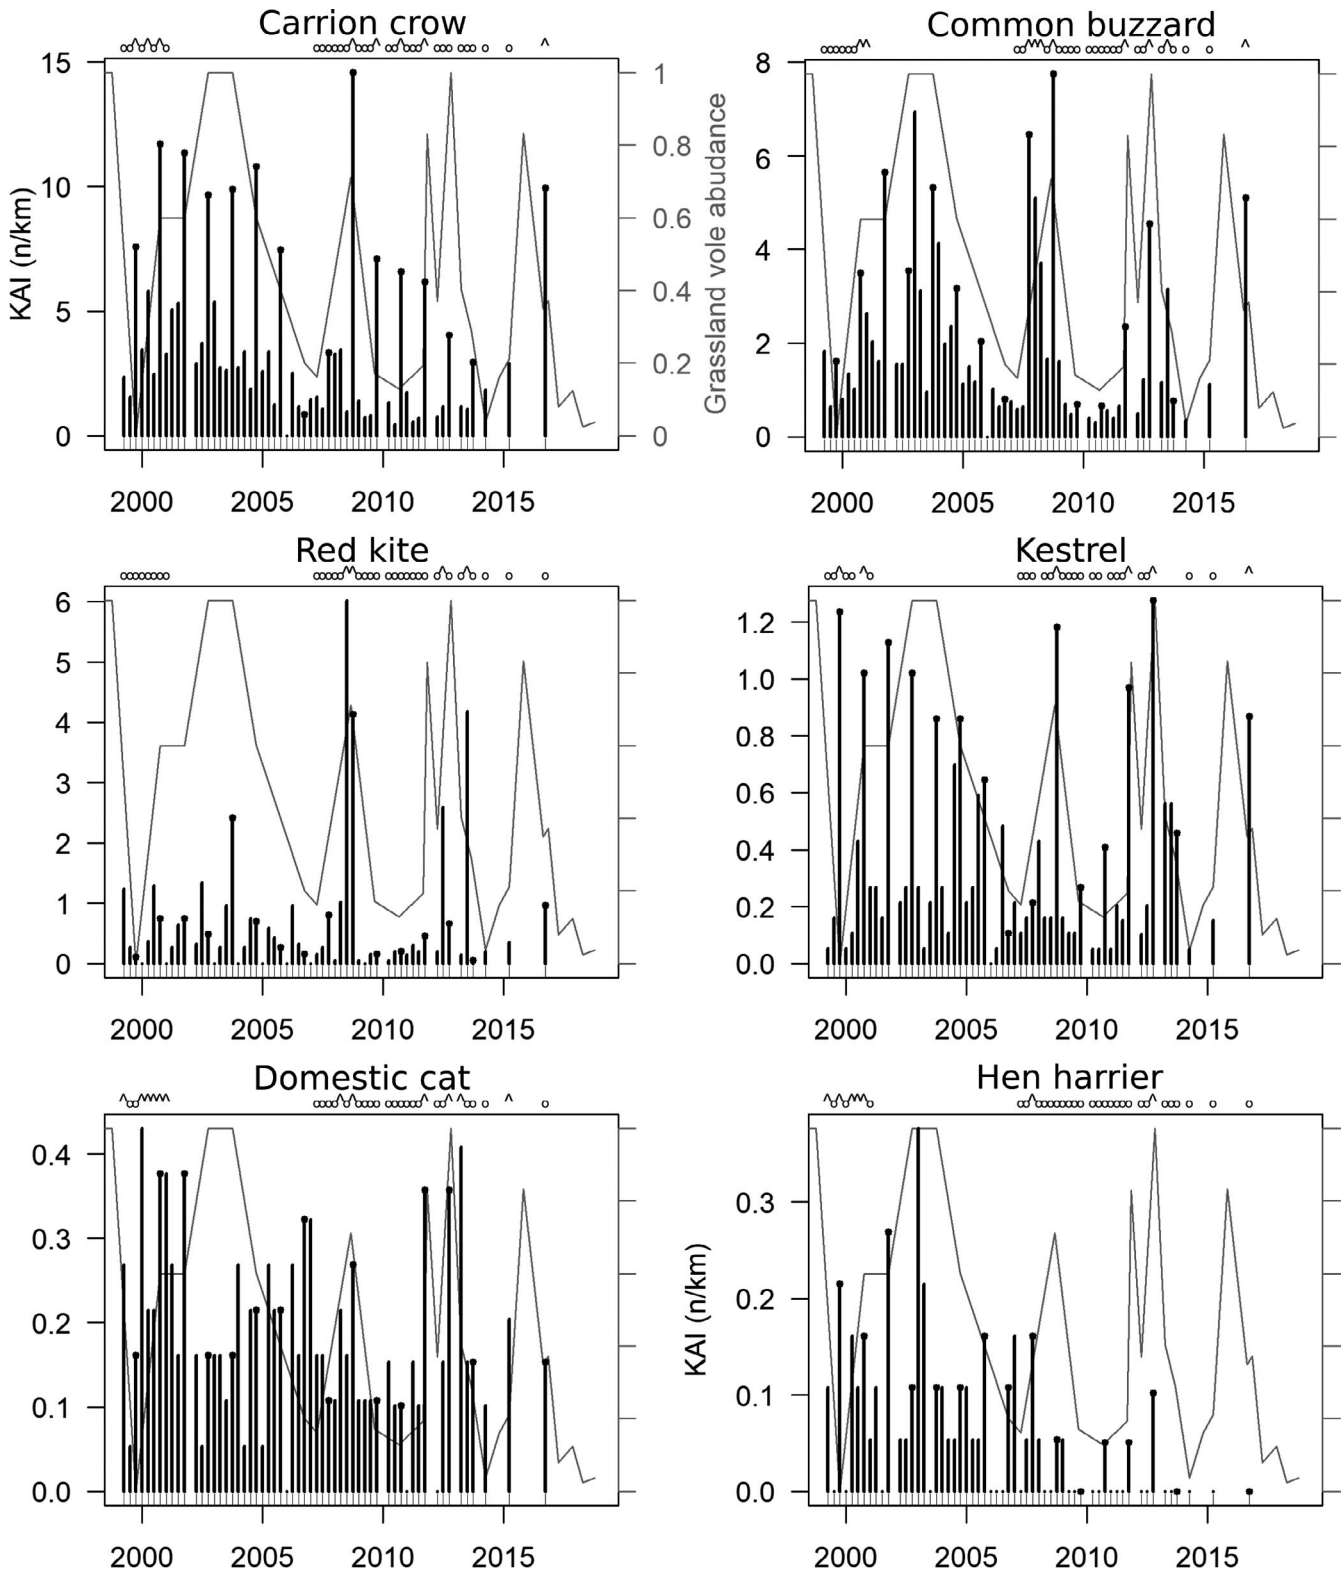 Carrion crow
Common buzzard
15
10
5
0
KAI (n/km)
1
0.8
0.6
0.4
0.2
0
Grassland vole abudance
2000 2005 2010 2015
8
6
4
2
0
2000 2005 2010 2015
Red kite
Kestrel
6
5
4
3
2
1
0
2000 2005 2010 2015
1.2
1.0
0.8
0.6
0.4
0.2
0.0
2000 2005 2010 2015
Domestic cat
Hen harrier
0.4
0.3
0.2
0.1
0.0
2000 2005 2010 2015
KAI (n/km)
0.3
0.2
0.1
0.0
2000 2005 2010 2015